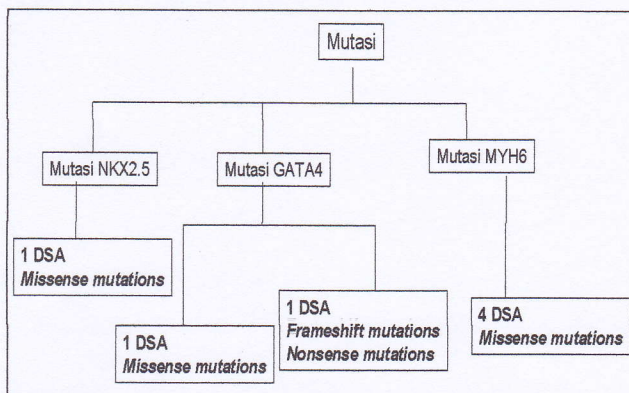 Mutasi
Mutasi NKX2.5
Mutasi GATA4
Mutasi MYH6
1 DSA
Missense mutations
1 DSA
Missense mutations
1 DSA
Frameshift mutations
Nonsense mutations
4 DSA
Missense mutations